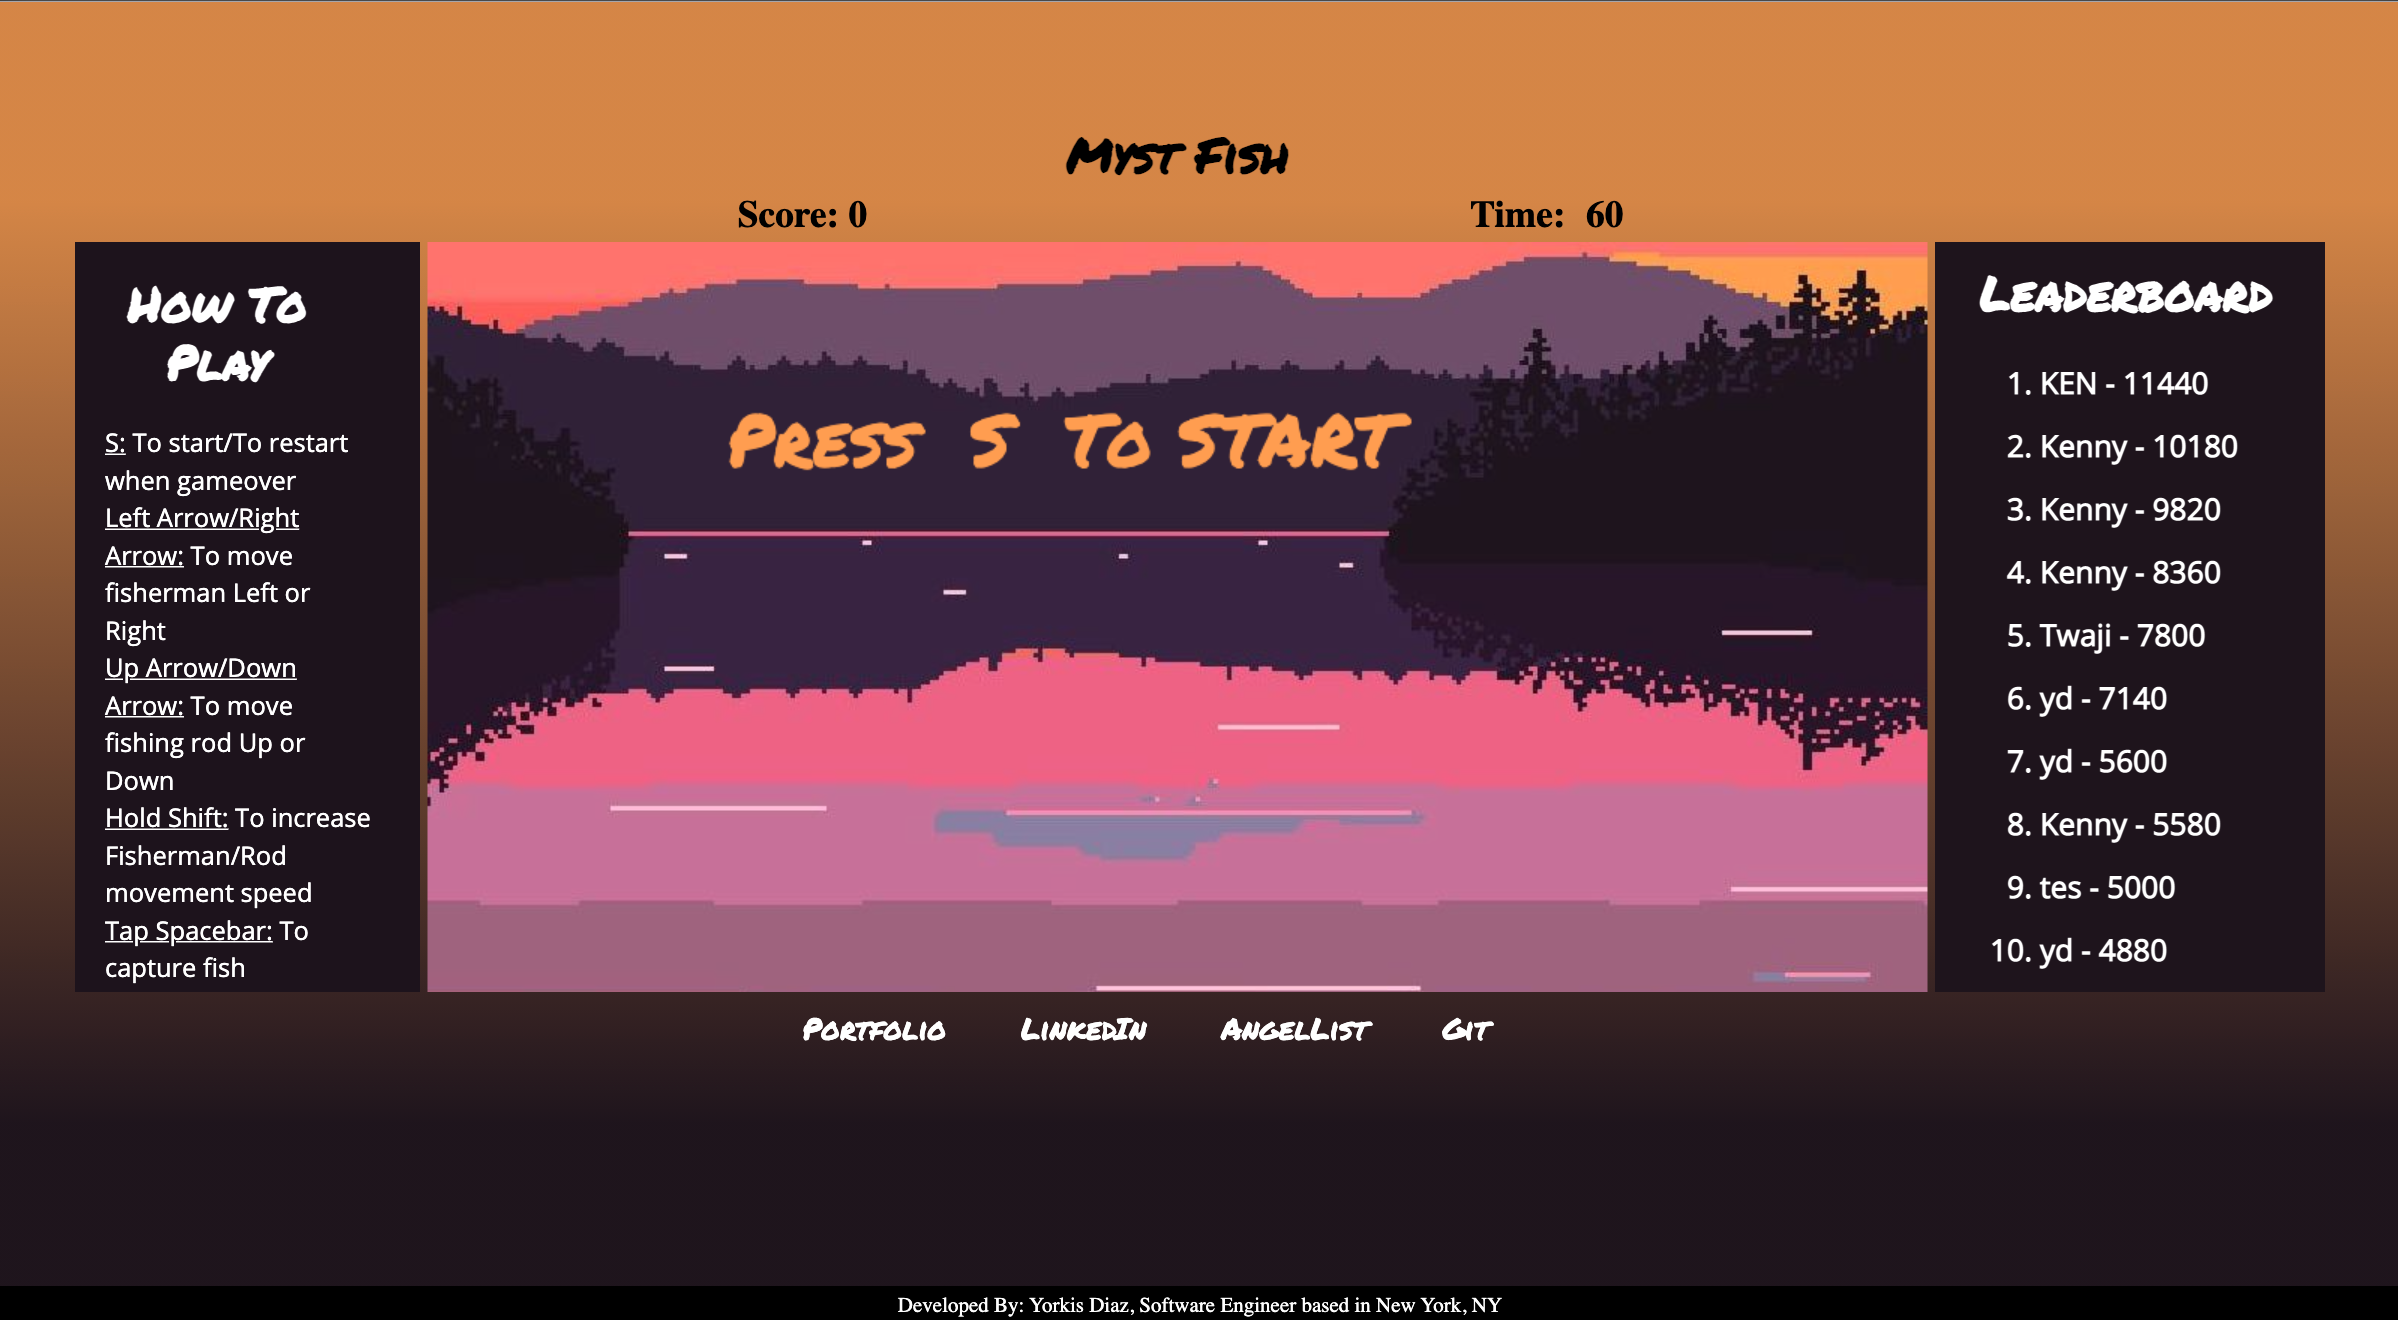 Myst Fish
Score: 0
Time: 60
How To
Play
S: To start/To restart
when gameover
Left Arrow/Right
Arrow: To move
fisherman Left or
Right
Up Arrow/Down
Arrow: To move
fishing rod Up or
Down
Hold Shift: To increase
Fisherman/Rod
movement speed
Tap Spacebar: To
capture fish
Press S To START
Leaderboard
1. KEN - 11440
2. Kenny - 10180
3. Kenny - 9820
4. Kenny - 8360
5. Twaji - 7800
6. yd - 7140
7. yd - 5600
8. Kenny - 5580
9. tes - 5000
10. yd - 4880
Portfolio
LinkedIn
AngelList
Git
Developed By: Yorkis Diaz, Software Engineer based in New York, NY